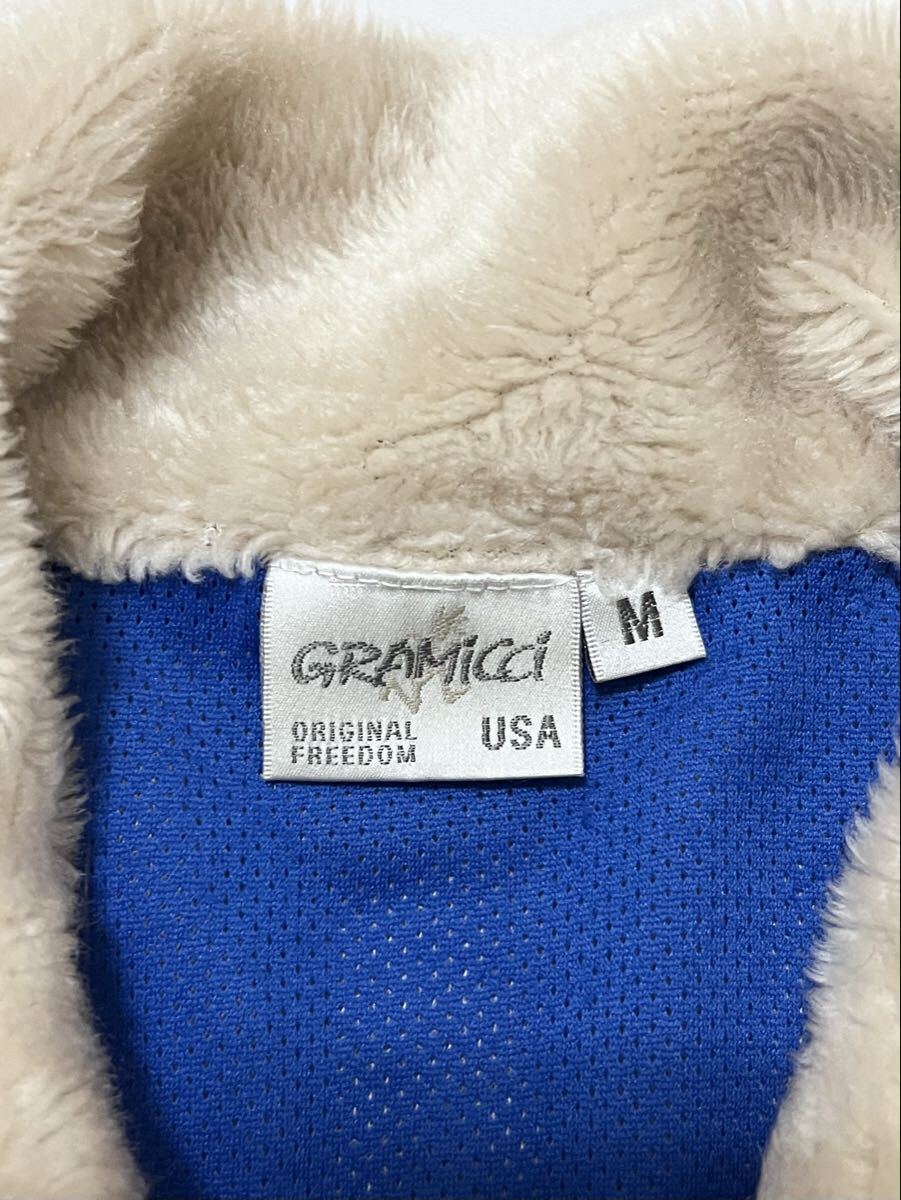 GRAMiCCi
M
ORIGINAL
FREEDOM
USA